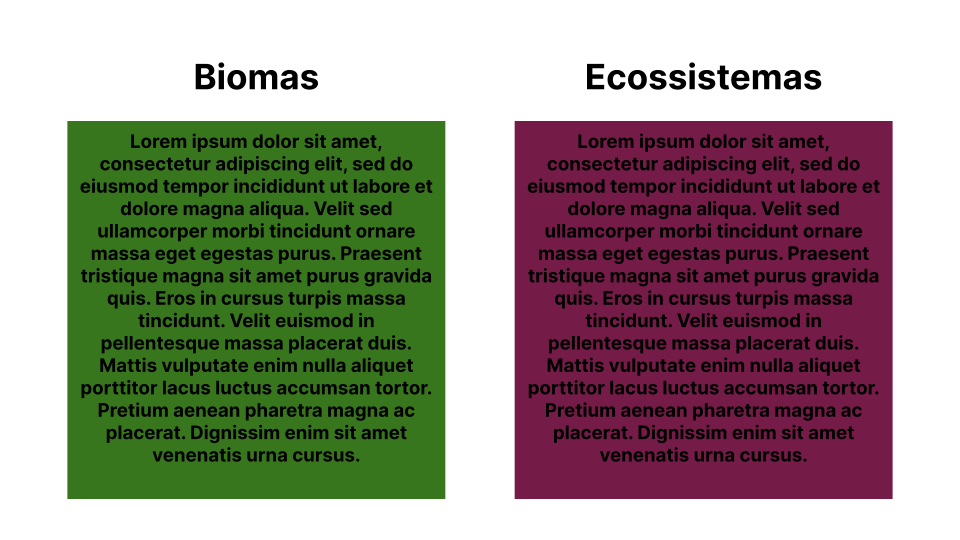 Biomas
Lorem ipsum dolor sit amet,
consectetur adipiscing elit, sed do
eiusmod tempor incididunt ut labore et
dolore magna aliqua. Velit sed
ullamcorper morbi tincidunt ornare
massa eget egestas purus. Praesent
tristique magna sit amet purus gravida
quis. Eros in cursus turpis massa
tincidunt. Velit euismod in
pellentesque massa placerat duis.
Mattis vulputate enim nulla aliquet
porttitor lacus luctus accumsan tortor.
Pretium aenean pharetra magna ac
placerat. Dignissim enim sit amet
venenatis urna cursus.
Ecossistemas
Lorem ipsum dolor sit amet,
consectetur adipiscing elit, sed do
eiusmod tempor incididunt ut labore et
dolore magna aliqua. Velit sed
ullamcorper morbi tincidunt ornare
massa eget egestas purus. Praesent
tristique magna sit amet purus gravida
quis. Eros in cursus turpis massa
tincidunt. Velit euismod in
pellentesque massa placerat duis.
Mattis vulputate enim nulla aliquet
porttitor lacus luctus accumsan tortor.
Pretium aenean pharetra magna ac
placerat. Dignissim enim sit amet
venenatis urna cursus.